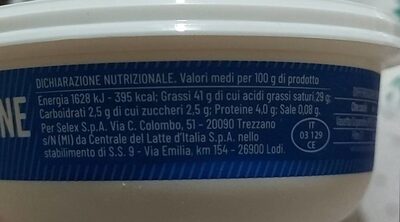 DICHIARAZIONE NUTRIZIONALE. Valori medi per 100 g di prodotto
Energia 1628 kJ - 395 kcal; Grassi 41 g di cui acidi grassi saturi 29 g;
Carboidrati 2,5 g di cui zuccheri 2,5 g; Proteine 4,0 g; Sale 0,08 g.
Per Selex S.p.A. Via C. Colombo, 51 - 20090 Trezzano
s/N (MI) da Centrale del Latte d'Italia S.p.A. nello
stabilimento di S.S. 9 - Via Emilia, km 154 - 26900 Lodi.
NE
IT
03 129
CE